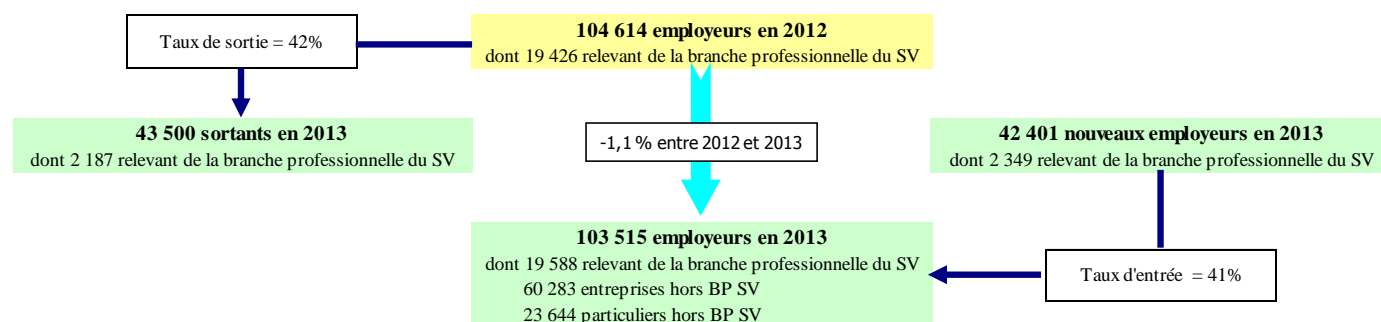 Taux de sortie = 42%
104 614 employeurs en 2012
dont 19 426 relevant de la branche professionnelle du SV
43 500 sortants en 2013
dont 2 187 relevant de la branche professionnelle du SV
-1,1 % entre 2012 et 2013
42 401 nouveaux employeurs en 2013
dont 2 349 relevant de la branche professionnelle du SV
103 515 employeurs en 2013
dont 19 588 relevant de la branche professionnelle du SV
60 283 entreprises hors BP SV
23 644 particuliers hors BP SV
Taux d'entrée = 41%